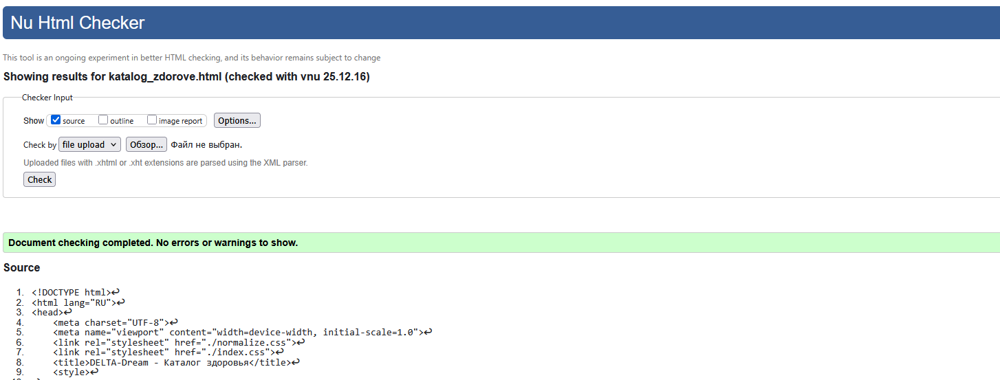 Nu Html Checker
This tool is an ongoing experiment in better HTML checking, and its behavior remains subject to change
Showing results for katalog_zdorove.html (checked with vnu 25.12.16)
Checker Input
Show source outline image report Options...
Check by file upload Обзор... Файл не выбран.
Uploaded files with .xhtml or .xht extensions are parsed using the XML parser.
Check
Document checking completed. No errors or warnings to show.
Source
1. <!DOCTYPE html>↩
2. <html lang="RU">↩
3. <head>↩
4.     <meta charset="UTF-8">↩
5.     <meta name="viewport" content="width=device-width, initial-scale=1.0">↩
6.     <link rel="stylesheet" href="./normalize.css">↩
7.     <link rel="stylesheet" href="./index.css">↩
8.     <title>DELTA-Dream - Каталог здоровья</title>↩
9.     <style>↩